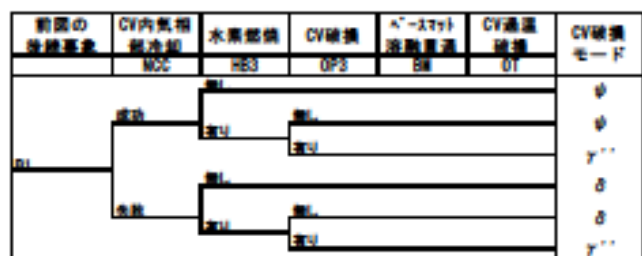 前図の CV内気相 水素燃焼 CV破損 ベースマット CV過温 CV破損
後続事象 部冷却 溶融貫通 破損 モード
NCC HB3 OP3 BM OT
無し ψ
成功 無し ψ
有り
有り γ''
無し δ
失敗 無し δ
有り
有り γ''